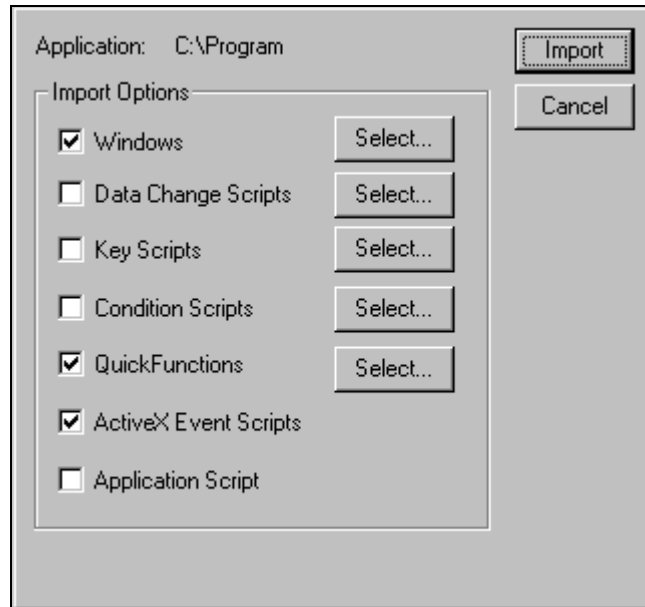 Application: C:\Program
Import
Cancel
Import Options
Windows Select...
Data Change Scripts Select...
Key Scripts Select...
Condition Scripts Select...
QuickFunctions Select...
ActiveX Event Scripts
Application Script